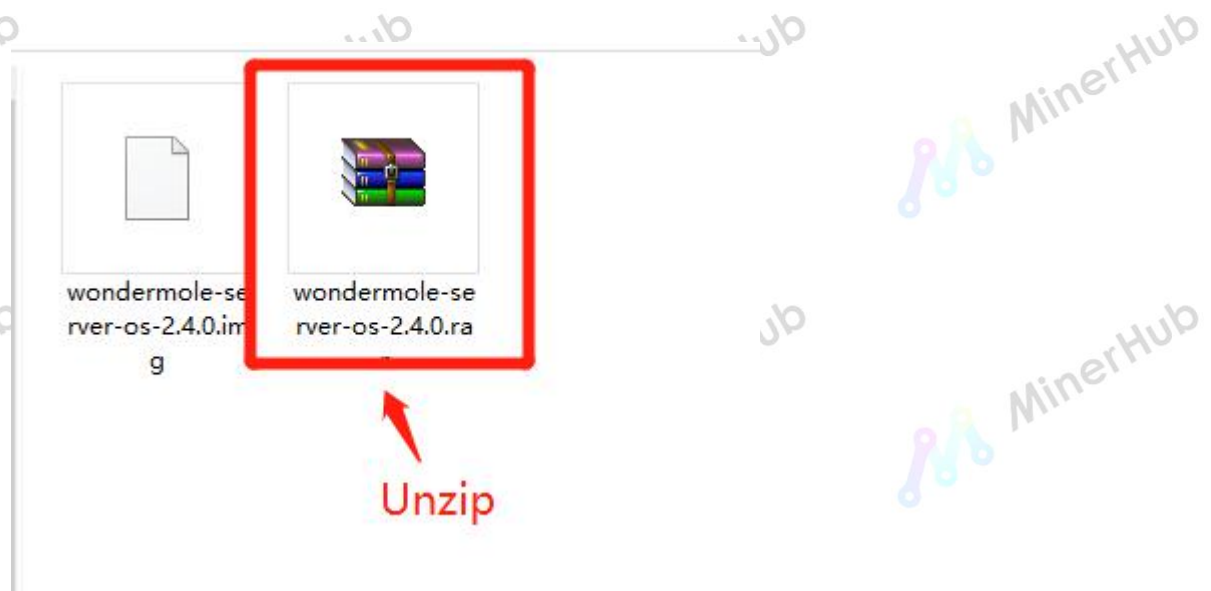 MinerHub
wondermole-se
rver-os-2.4.0.im
g
wondermole-se
rver-os-2.4.0.ra
MinerHub
Unzip